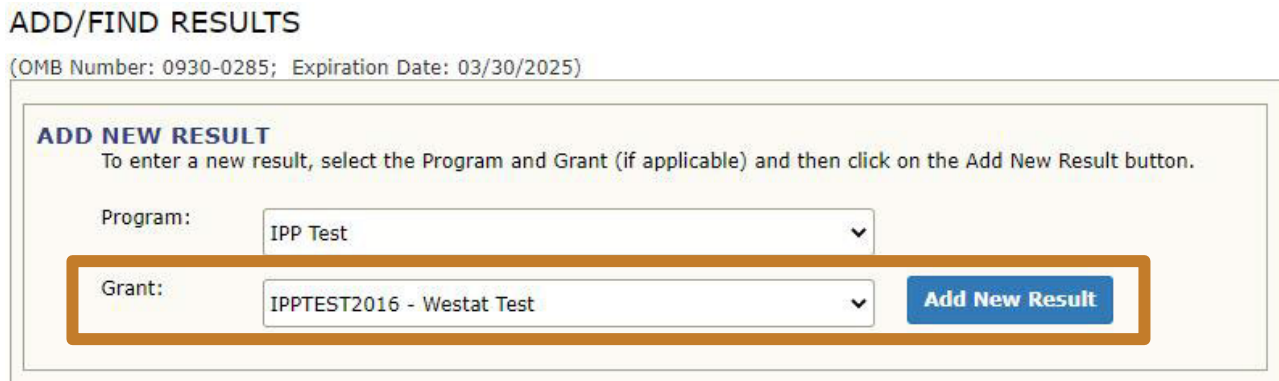 ADD/FIND RESULTS
(OMB Number: 0930-0285; Expiration Date: 03/30/2025)
ADD NEW RESULT
To enter a new result, select the Program and Grant (if applicable) and then click on the Add New Result button.
Program:
IPP Test
Grant:
IPPTEST2016 - Westat Test
Add New Result